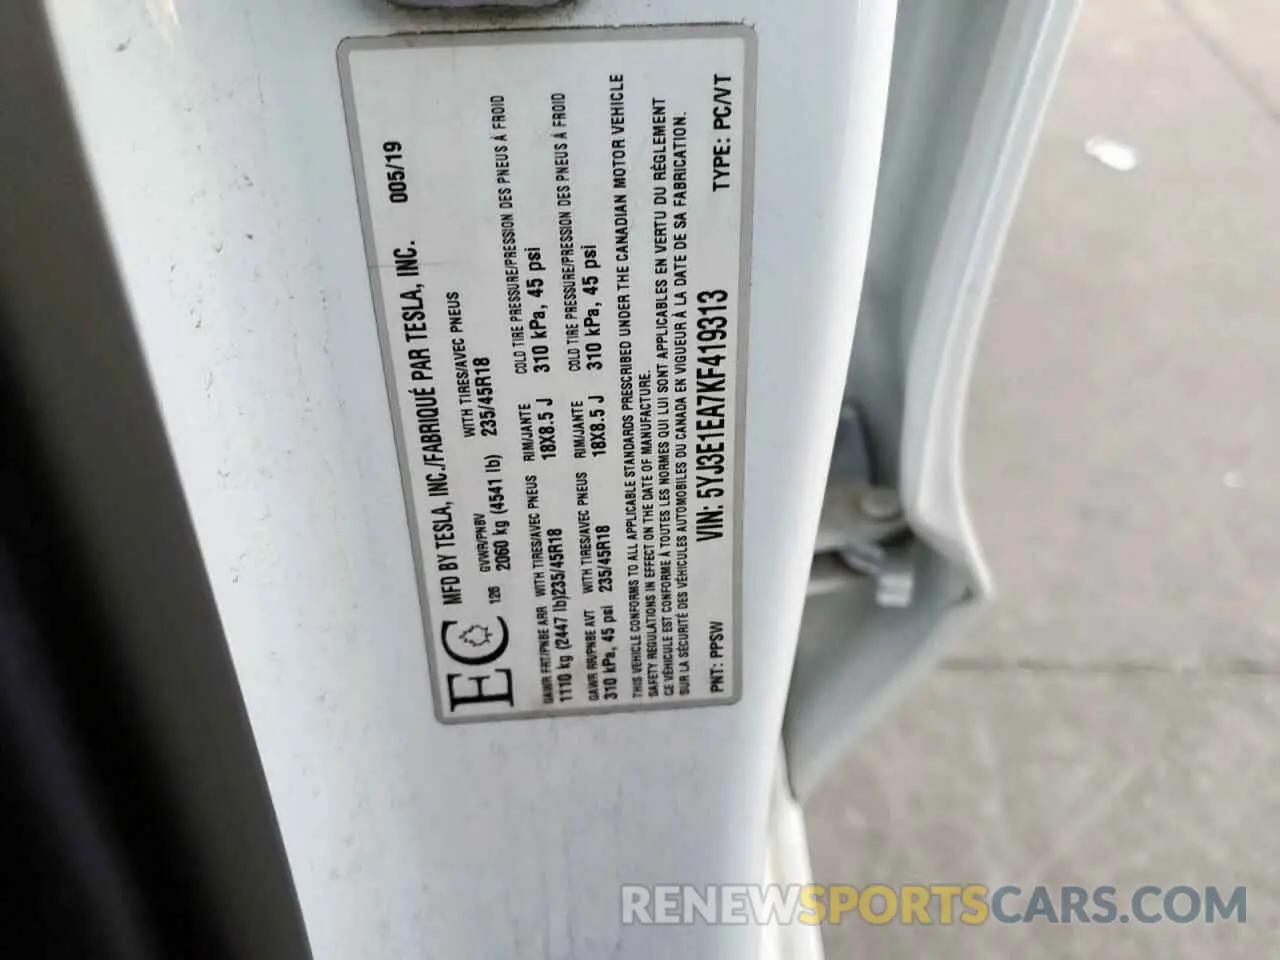 MFD BY TESLA, INC./FABRIQUÉ PAR TESLA, INC. 005/19
EC
126 GVWR/PNBV WITH TIRES/AVEC PNEUS
2060 kg (4541 lb) 235/45R18
GAWR FRT/PNBE ARR WITH TIRES/AVEC PNEUS RIM/JANTE COLD TIRE PRESSURE/PRESSION DES PNEUS À FROID
1110 kg (2447 lb)235/45R18 18X8.5 J 310 kPa, 45 psi
GAWR RR/PNBE AVT WITH TIRES/AVEC PNEUS RIM/JANTE COLD TIRE PRESSURE/PRESSION DES PNEUS À FROID
310 kPa, 45 psi 235/45R18 18X8.5 J 310 kPa, 45 psi
THIS VEHICLE CONFORMS TO ALL APPLICABLE STANDARDS PRESCRIBED UNDER THE CANADIAN MOTOR VEHICLE
SAFETY REGULATIONS IN EFFECT ON THE DATE OF MANUFACTURE.
CE VÉHICULE EST CONFORME À TOUTES LES NORMES QUI LUI SONT APPLICABLES EN VERTU DU RÈGLEMENT
SUR LA SÉCURITÉ DES VÉHICULES AUTOMOBILES DU CANADA EN VIGUEUR À LA DATE DE SA FABRICATION.
PNT: PPSW VIN: 5YJ3E1EA7KF419313 TYPE: PC/VT
RENEWSPORTSCARS.COM